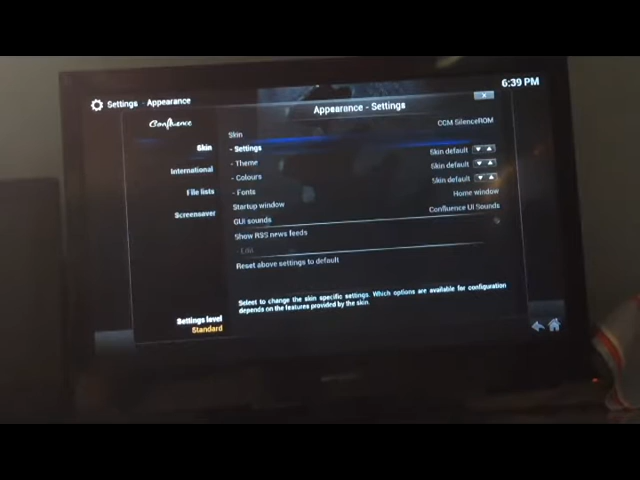 6:39 PM
Settings - Appearance
Appearance - Settings
Confluence
Skin
International
File lists
Screensaver
Skin CCM SilenceROM
- Settings
- Theme Skin default
- Colours Skin default
- Fonts Skin default
Startup window Home window
GUI sounds Confluence UI Sounds
Show RSS news feeds
- Edit
Reset above settings to default
Select to change the skin specific settings. Which options are available for configuration
depends on the features provided by the skin.
Settings level
Standard